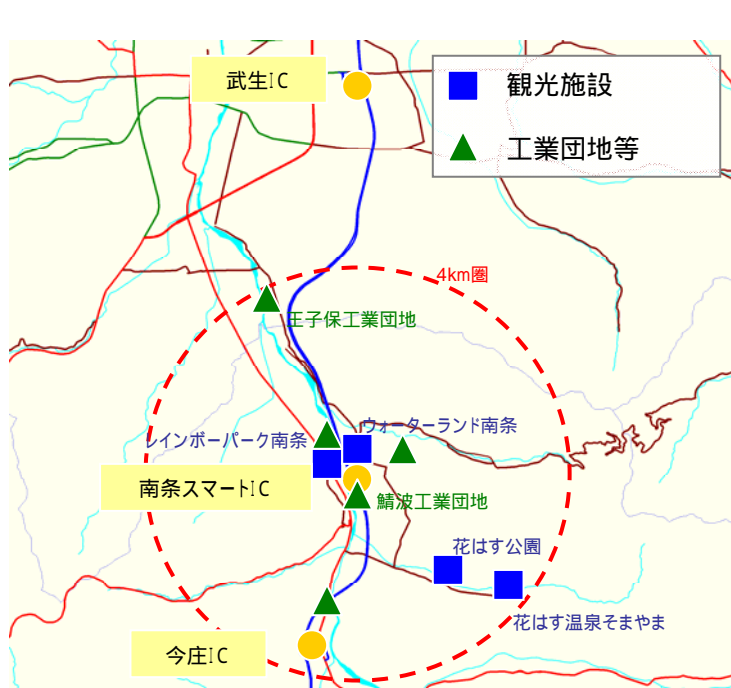 武生IC
観光施設
工業団地等
4km圏
王子保工業団地
ウォーターランド南条
レインボーパーク南条
南条スマートIC
鯖波工業団地
花はす公園
花はす温泉そまやま
今庄IC